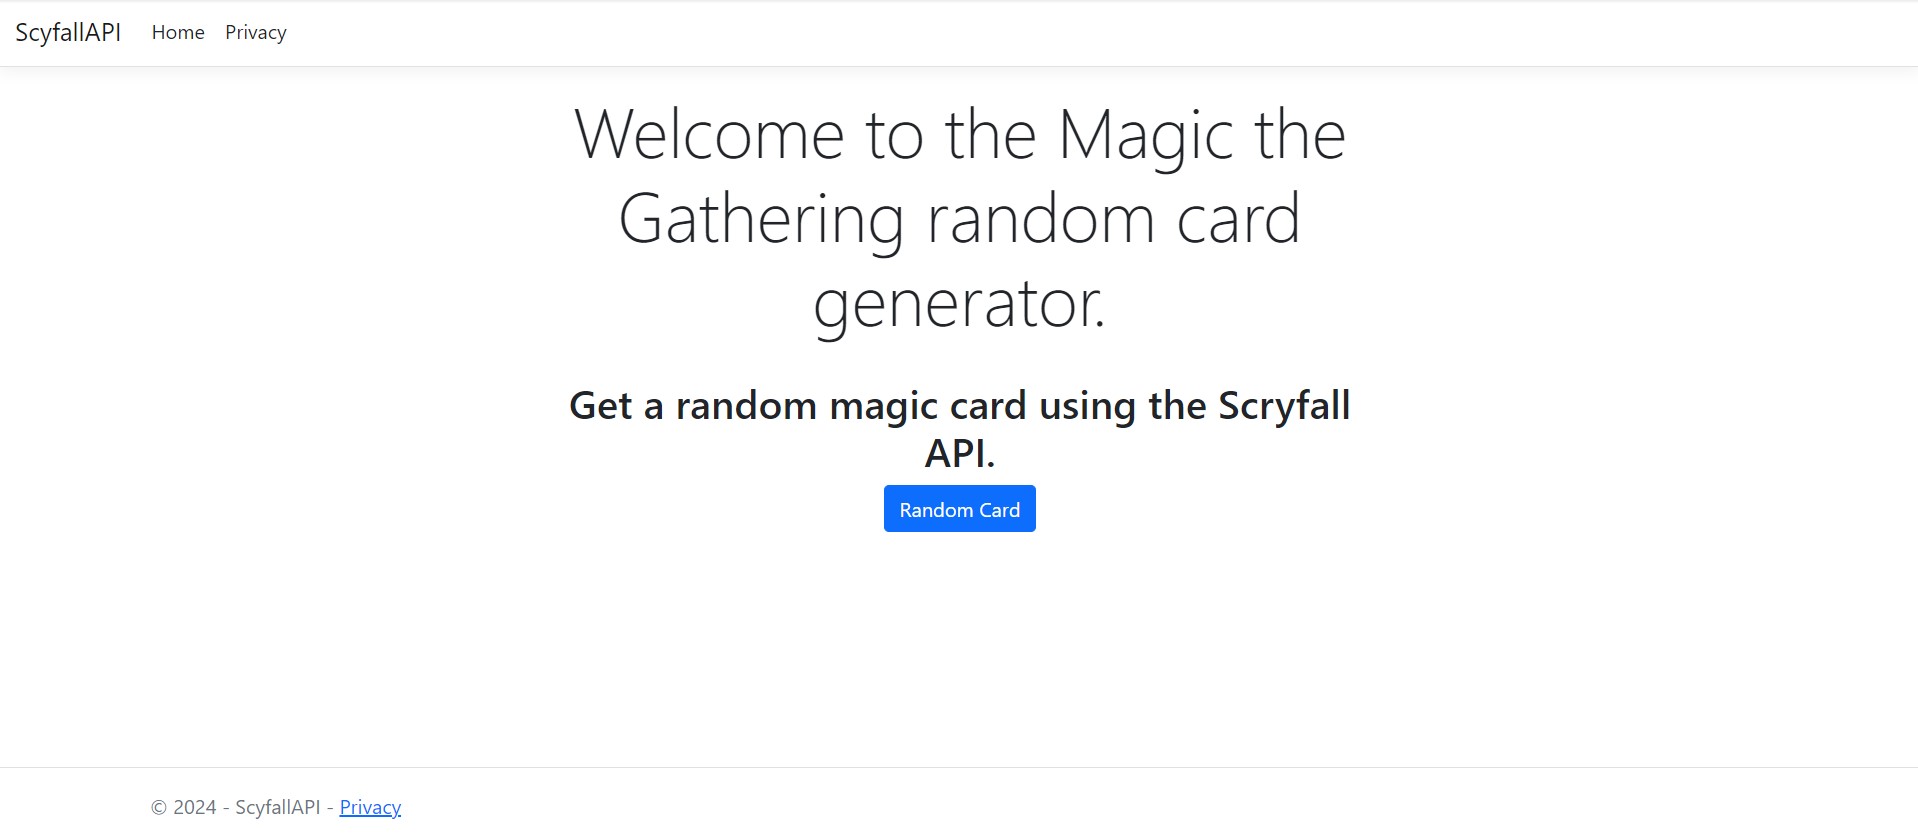 ScyfallAPI Home Privacy
Welcome to the Magic the
Gathering random card
generator.
Get a random magic card using the Scryfall
API.
Random Card
© 2024 - ScyfallAPI - Privacy